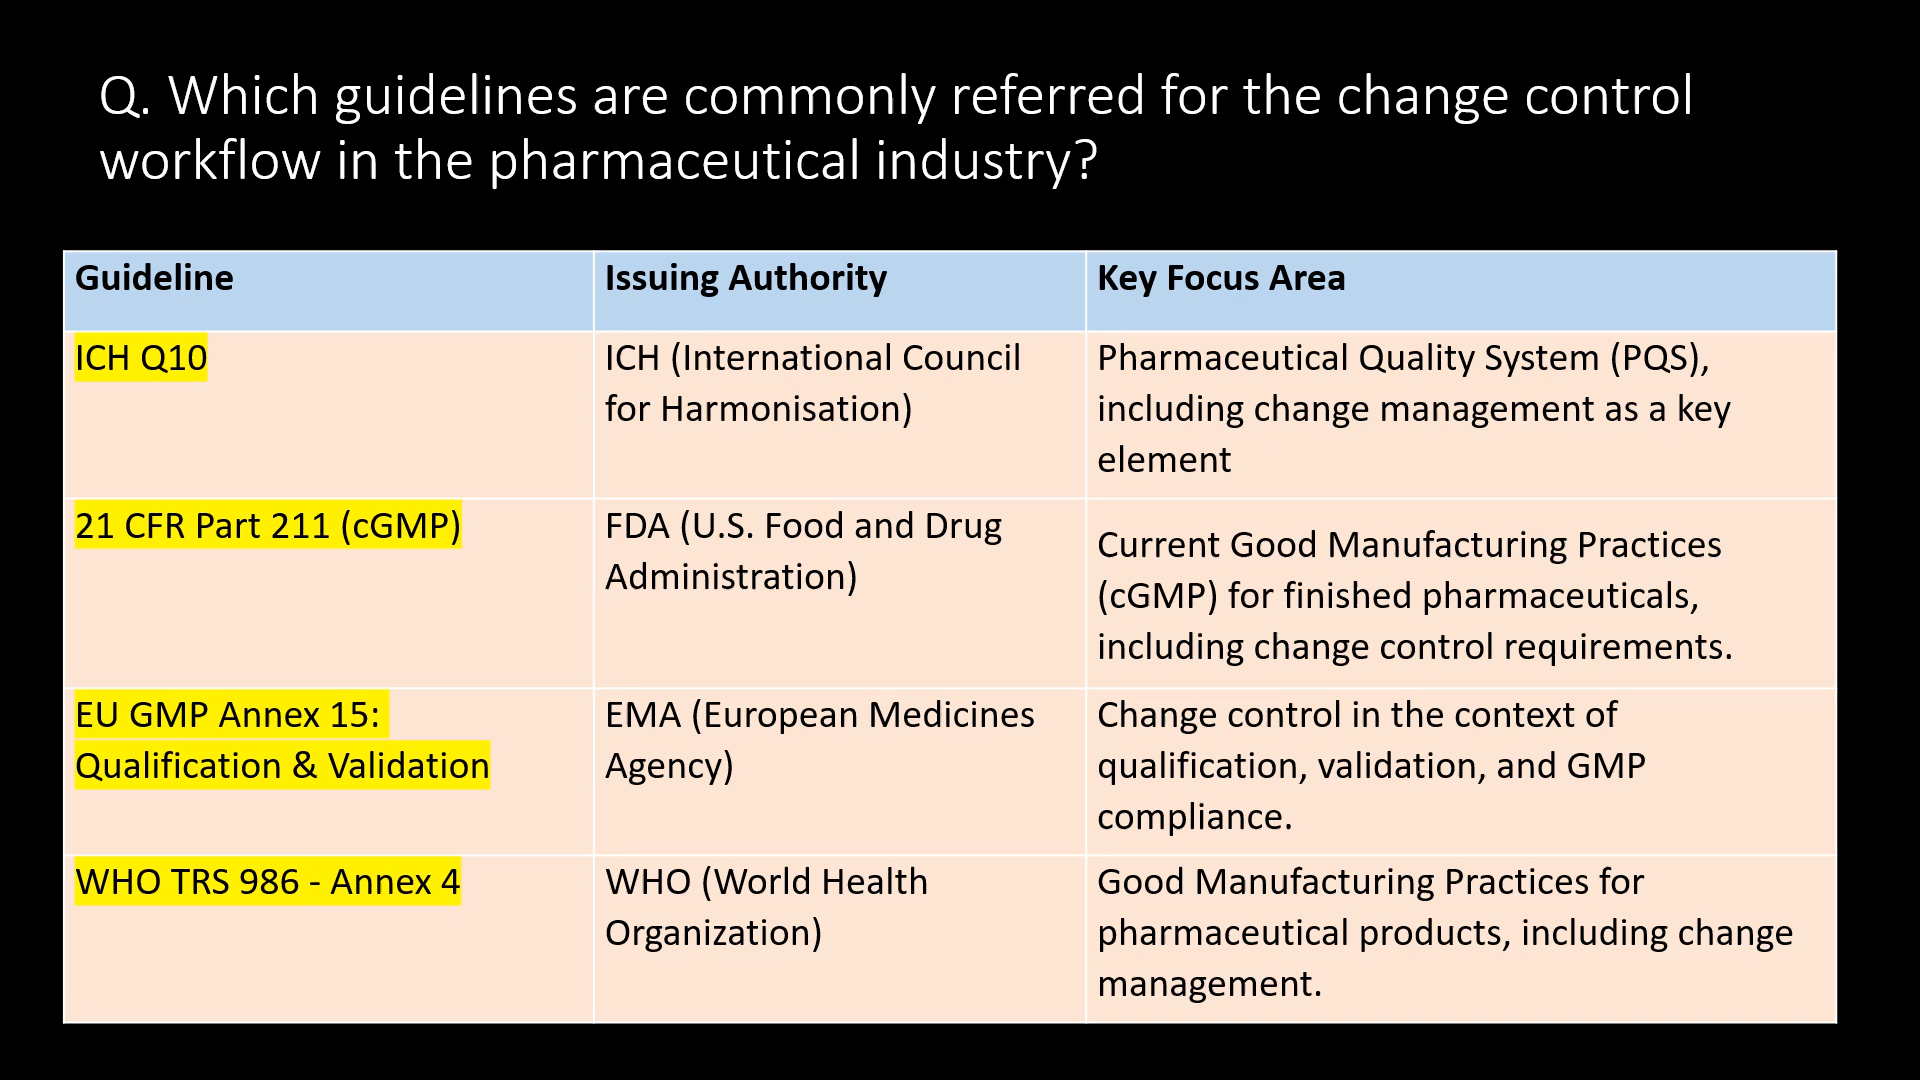 Q. Which guidelines are commonly referred for the change control
workflow in the pharmaceutical industry?
Guideline
Issuing Authority
Key Focus Area
ICH Q10
ICH (International Council
for Harmonisation)
Pharmaceutical Quality System (PQS),
including change management as a key
element
21 CFR Part 211 (cGMP)
FDA (U.S. Food and Drug
Administration)
Current Good Manufacturing Practices
(cGMP) for finished pharmaceuticals,
including change control requirements.
EU GMP Annex 15:
Qualification & Validation
EMA (European Medicines
Agency)
Change control in the context of
qualification, validation, and GMP
compliance.
WHO TRS 986 - Annex 4
WHO (World Health
Organization)
Good Manufacturing Practices for
pharmaceutical products, including change
management.